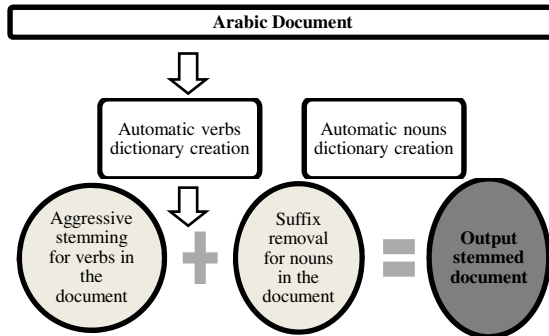 Arabic Document
Automatic verbs
dictionary creation
Automatic nouns
dictionary creation
Aggressive
stemming
for verbs in
the
document
Suffix
removal
for nouns
in the
document
Output
stemmed
document